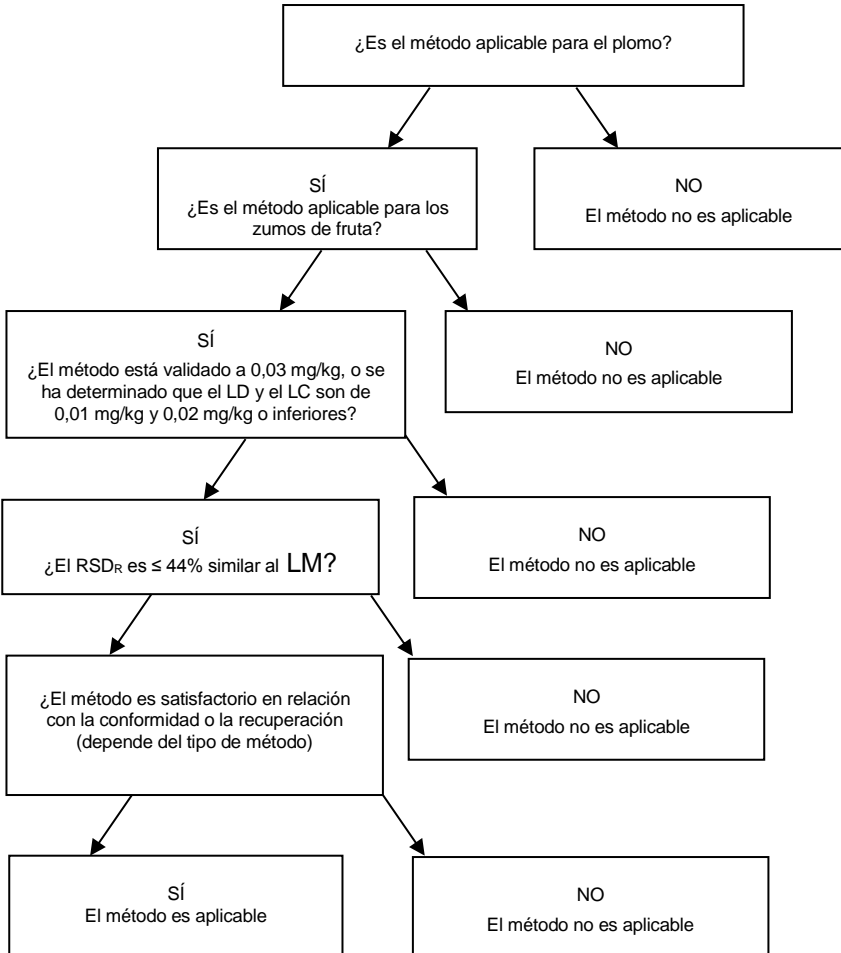 ¿Es el método aplicable para el plomo?
SÍ
¿Es el método aplicable para los
zumos de fruta?
NO
El método no es aplicable
SÍ
¿El método está validado a 0,03 mg/kg, o se
ha determinado que el LD y el LC son de
0,01 mg/kg y 0,02 mg/kg o inferiores?
NO
El método no es aplicable
SÍ
¿El RSDR es ≤ 44% similar al LM?
NO
El método no es aplicable
¿El método es satisfactorio en relación
con la conformidad o la recuperación
(depende del tipo de método)
NO
El método no es aplicable
SÍ
El método es aplicable
NO
El método no es aplicable